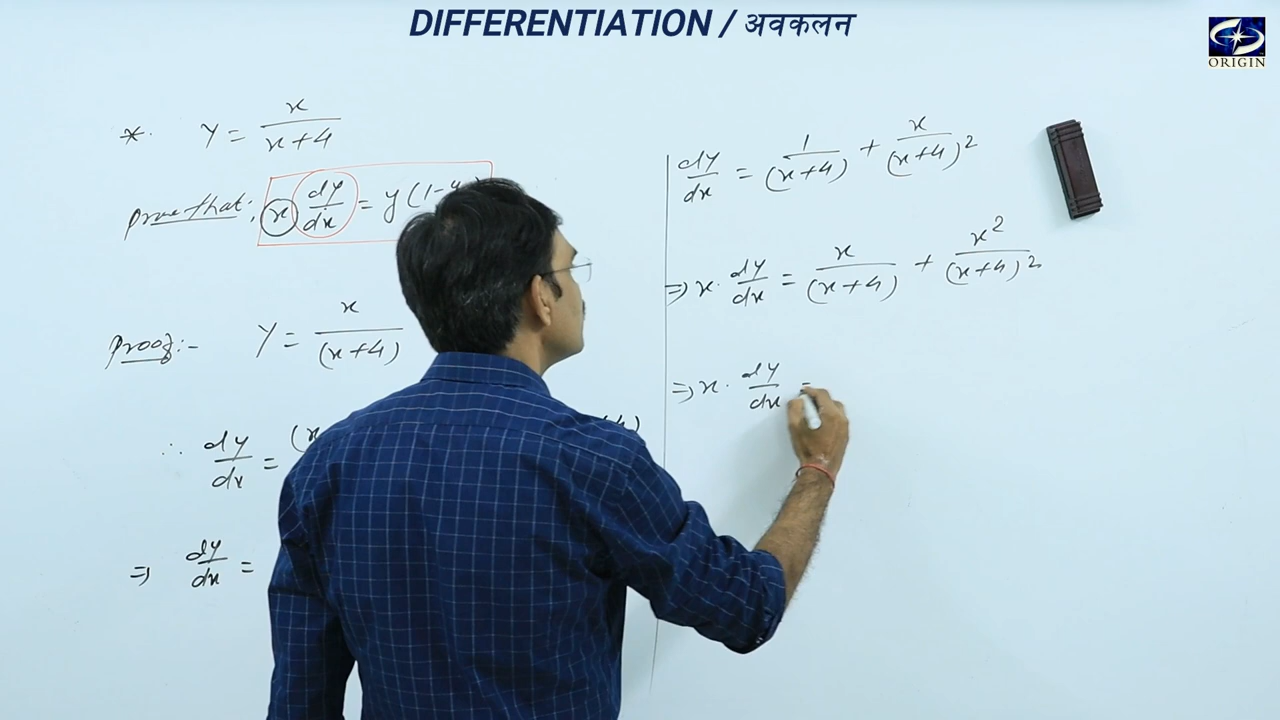 DIFFERENTIATION / अवकलन
ORIGIN
*. y = x/(x+4)
Prove that:, x dy/dx = y(1-y
Proof:- y = x/(x+4)
∴ dy/dx = (x
⇒ dy/dx =
dy/dx = 1/(x+4) + x/(x+4)²
⇒ x. dy/dx = x/(x+4) + x²/(x+4)²
⇒ x. dy/dx =